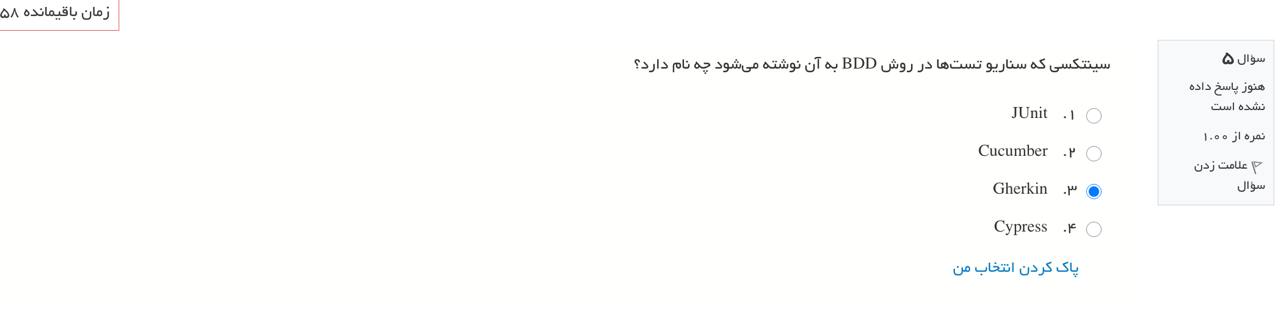 زمان باقیمانده ۵۸
سؤال ۵
هنوز پاسخ داده
نشده است
نمره از ۱.۰۰
علامت زدن
سؤال
سینتکسی که سناریو تست‌ها در روش BDD به آن نوشته می‌شود چه نام دارد؟
۱. JUnit
۲. Cucumber
۳. Gherkin
۴. Cypress
پاک کردن انتخاب من